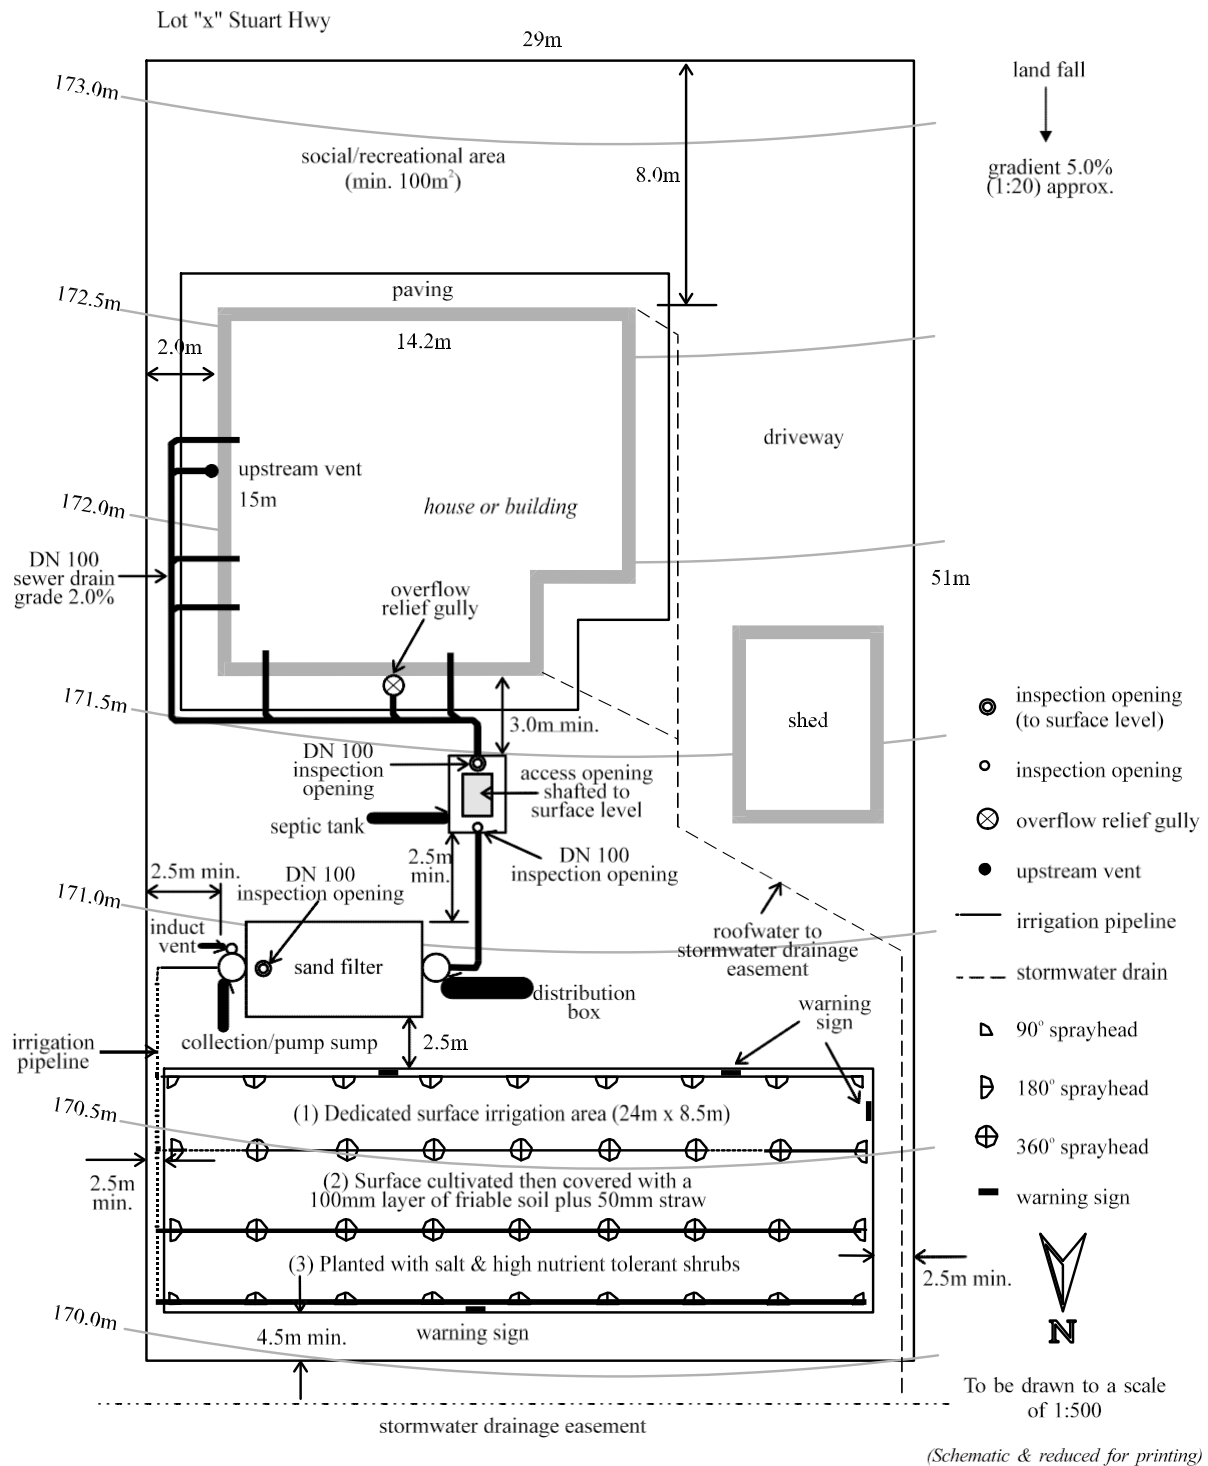 Lot "x" Stuart Hwy
29m
land fall
173.0m
social/recreational area
(min. 100m²)
8.0m
gradient 5.0%
(1:20) approx.
172.5m
paving
14.2m
2.0m
driveway
upstream vent
15m
172.0m
house or building
DN 100
sewer drain
grade 2.0%
51m
overflow
relief gully
171.5m
3.0m min.
shed
inspection opening
(to surface level)
DN 100
inspection
opening
access opening
shafted to
surface level
inspection opening
septic tank
overflow relief gully
2.5m
min.
DN 100
inspection opening
2.5m min.
DN 100
inspection opening
upstream vent
171.0m
induct
vent
irrigation pipeline
roofwater to
stormwater drainage
easement
sand filter
stormwater drain
distribution
box
warning
sign
irrigation
pipeline
collection/pump sump
2.5m
90° sprayhead
180° sprayhead
170.5m
(1) Dedicated surface irrigation area (24m x 8.5m)
360° sprayhead
2.5m
min.
(2) Surface cultivated then covered with a
100mm layer of friable soil plus 50mm straw
warning sign
(3) Planted with salt & high nutrient tolerant shrubs
2.5m min.
170.0m
4.5m min.
warning sign
N
To be drawn to a scale
of 1:500
stormwater drainage easement
(Schematic & reduced for printing)